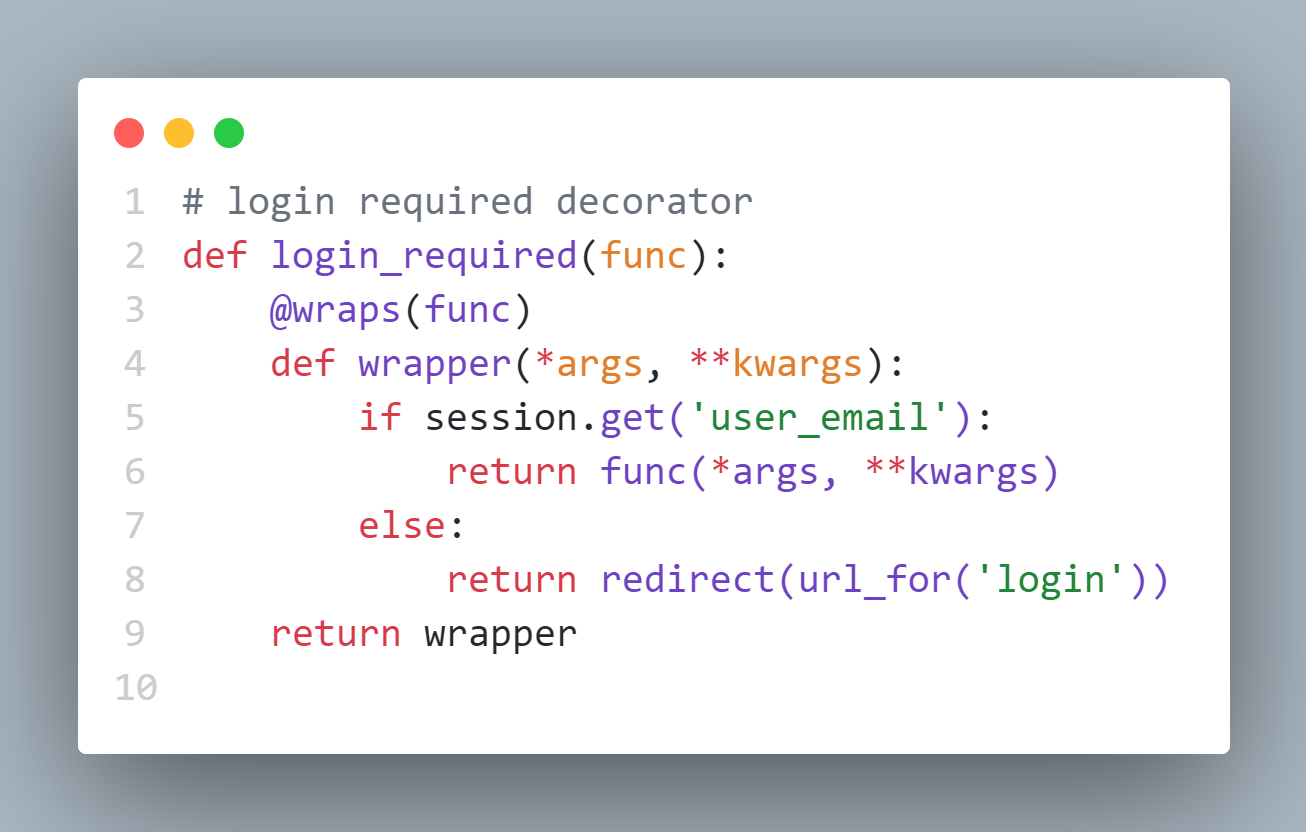 1 # login required decorator
2 def login_required(func):
3     @wraps(func)
4     def wrapper(*args, **kwargs):
5         if session.get('user_email'):
6             return func(*args, **kwargs)
7         else:
8             return redirect(url_for('login'))
9     return wrapper
10